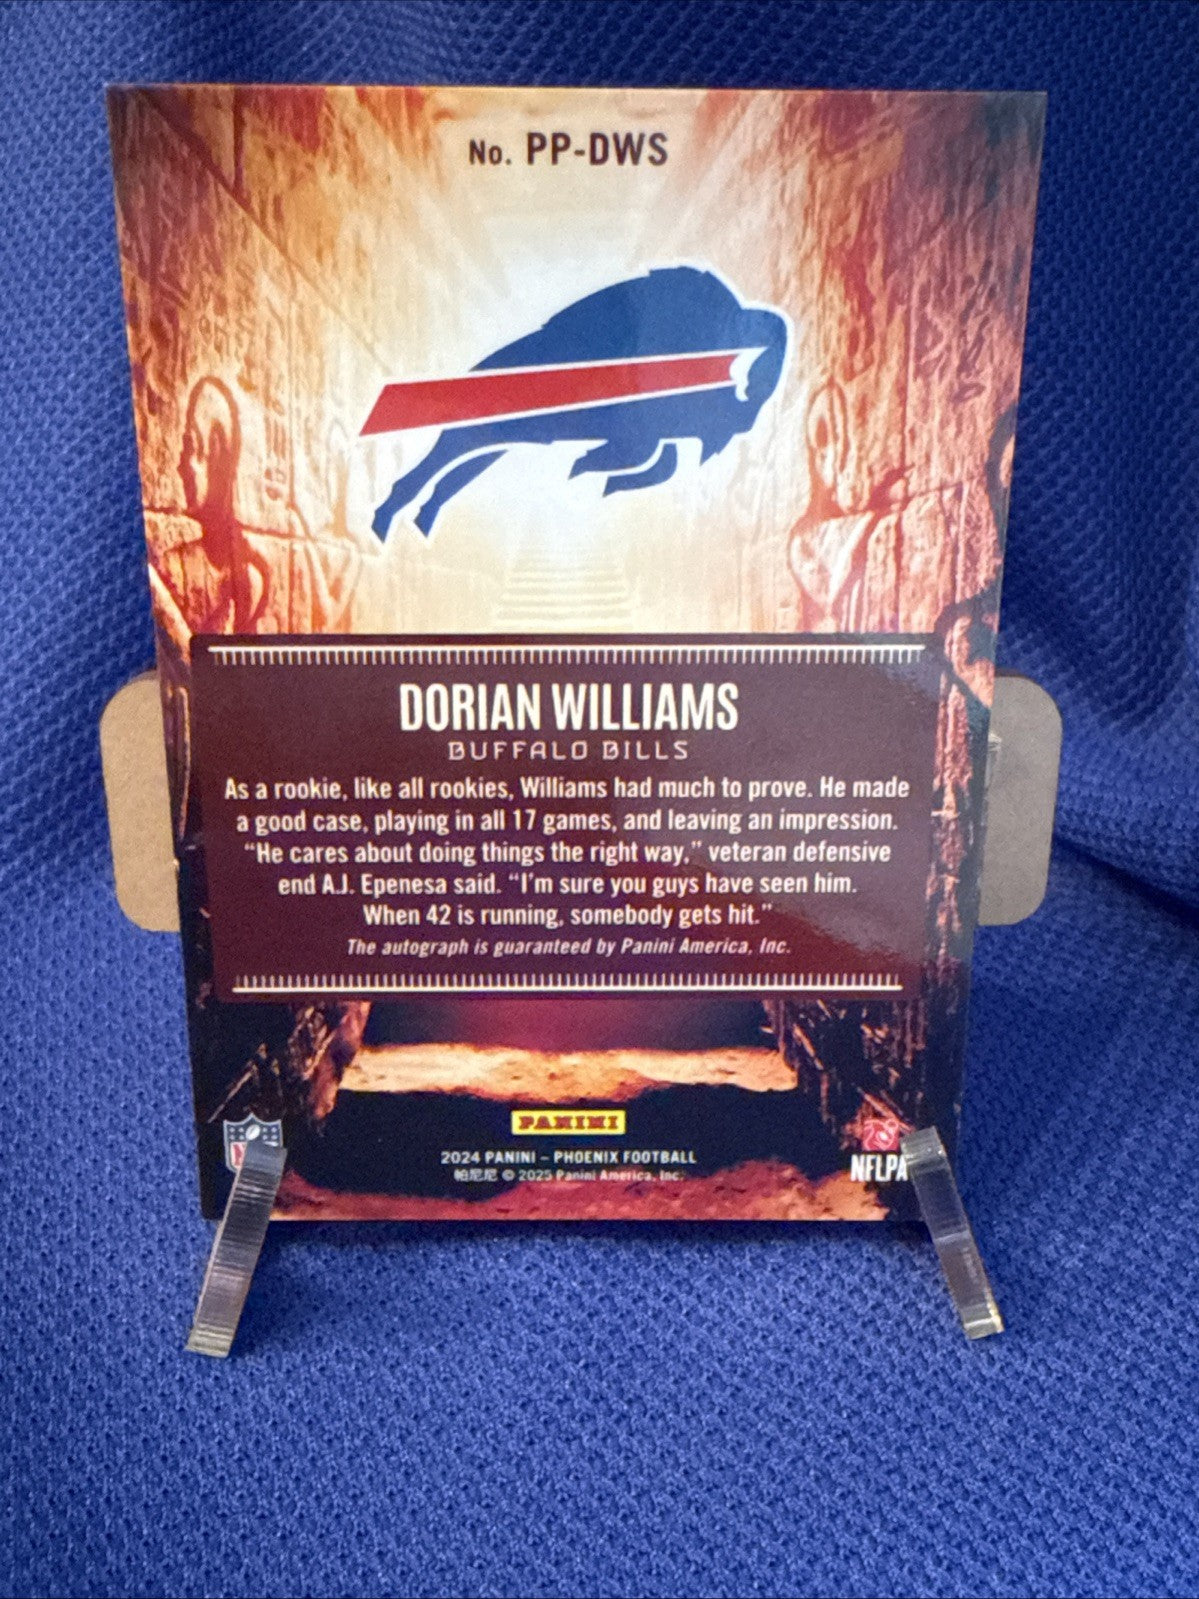 No. PP-DWS
DORIAN WILLIAMS
BUFFALO BILLS
As a rookie, like all rookies, Williams had much to prove. He made
a good case, playing in all 17 games, and leaving an impression.
“He cares about doing things the right way,” veteran defensive
end A.J. Epenesa said. “I’m sure you guys have seen him.
When 42 is running, somebody gets hit.”
The autograph is guaranteed by Panini America, Inc.
PANINI
2024 PANINI – PHOENIX FOOTBALL
帕尼尼 © 2025 Panini America, Inc.
NFLPA